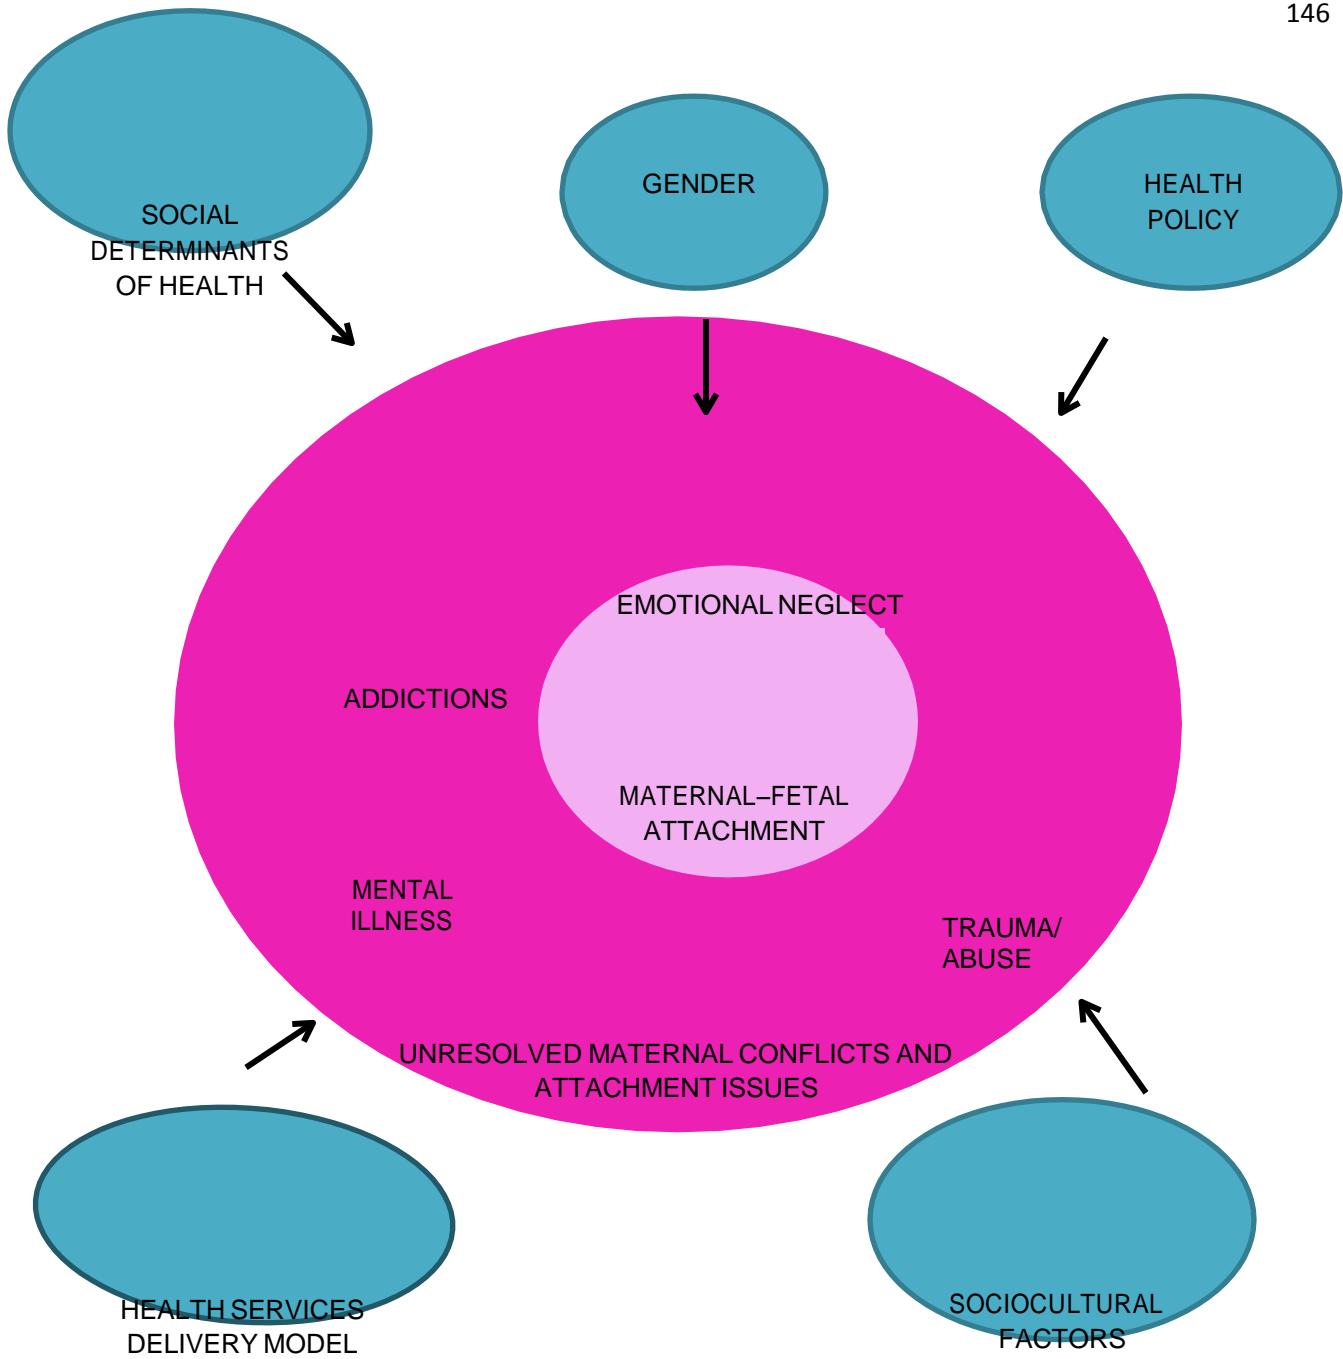 146
SOCIAL
DETERMINANTS
OF HEALTH
GENDER
HEALTH
POLICY
EMOTIONAL NEGLECT
ADDICTIONS
MATERNAL–FETAL
ATTACHMENT
MENTAL
ILLNESS
TRAUMA/
ABUSE
UNRESOLVED MATERNAL CONFLICTS AND
ATTACHMENT ISSUES
HEALTH SERVICES
DELIVERY MODEL
SOCIOCULTURAL
FACTORS